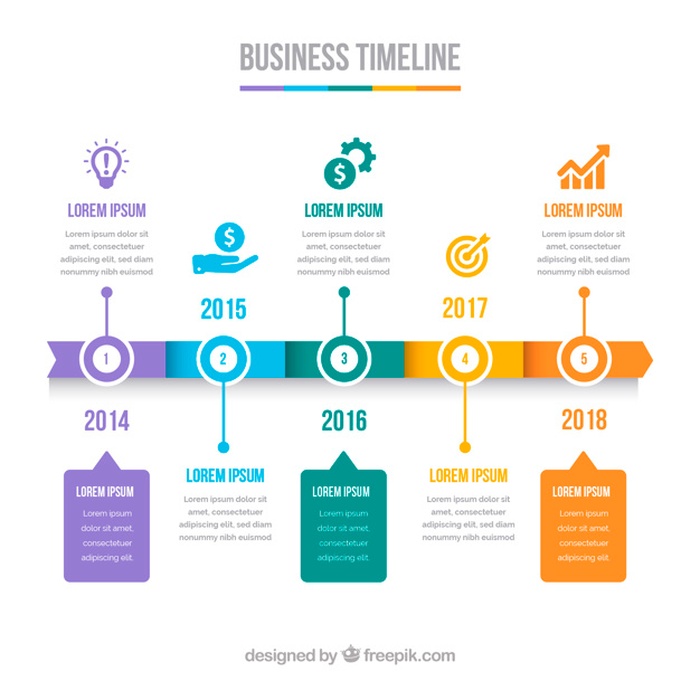 BUSINESS TIMELINE
LOREM IPSUM
Lorem ipsum
dolor sit amet,
adipiscing elit,
sed diam
nonummy nibh
euismod
$
2015
$
LOREM IPSUM
Lorem ipsum
dolor sit amet,
adipiscing elit,
sed diam
nonummy nibh
euismod
2017
LOREM IPSUM
Lorem ipsum
dolor sit amet,
adipiscing elit,
sed diam
nonummy nibh
euismod
1
2
3
4
5
2014
LOREM IPSUM
Lorem ipsum
dolor sit amet,
consectetuer
adipiscing elit.
LOREM IPSUM
Lorem ipsum dolor sit
amet, consectetuer
adipiscing elit, sed diam
nonummy nibh euismod
2016
LOREM IPSUM
Lorem ipsum
dolor sit amet,
consectetuer
adipiscing elit.
LOREM IPSUM
Lorem ipsum dolor sit
amet, consectetuer
adipiscing elit, sed diam
nonummy nibh euismod
2018
LOREM IPSUM
Lorem ipsum
dolor sit amet,
consectetuer
adipiscing elit.
designed by freepik.com